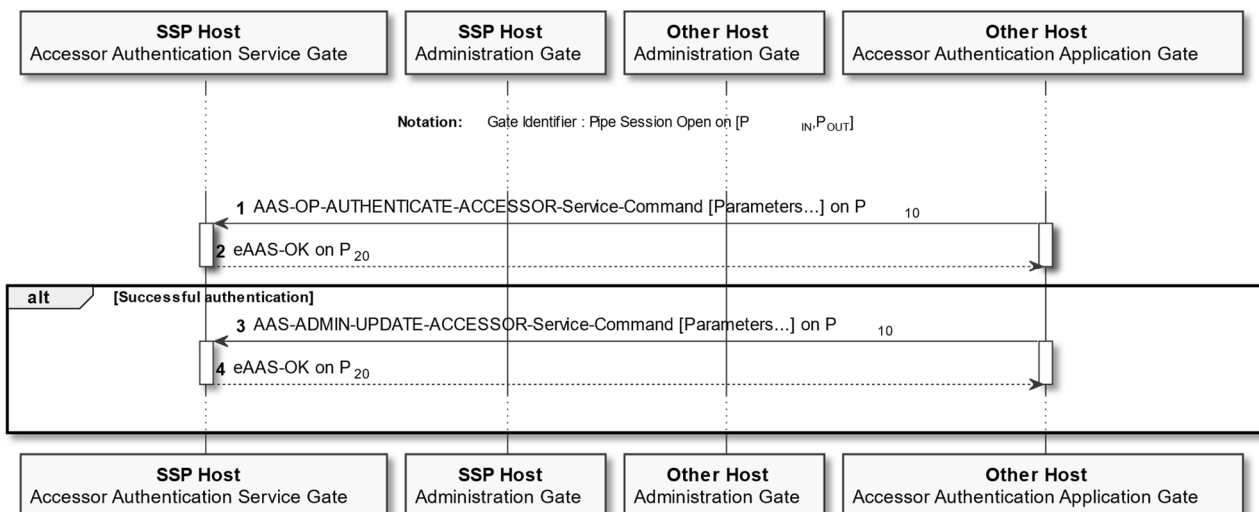 SSP Host
Accessor Authentication Service Gate
SSP Host
Administration Gate
Other Host
Administration Gate
Other Host
Accessor Authentication Application Gate
Notation: Gate Identifier : Pipe Session Open on [P IN,POUT]
1 AAS-OP-AUTHENTICATE-ACCESSOR-Service-Command [Parameters...] on P 10
2 eAAS-OK on P20
alt [Successful authentication]
3 AAS-ADMIN-UPDATE-ACCESSOR-Service-Command [Parameters...] on P 10
4 eAAS-OK on P20
SSP Host
Accessor Authentication Service Gate
SSP Host
Administration Gate
Other Host
Administration Gate
Other Host
Accessor Authentication Application Gate